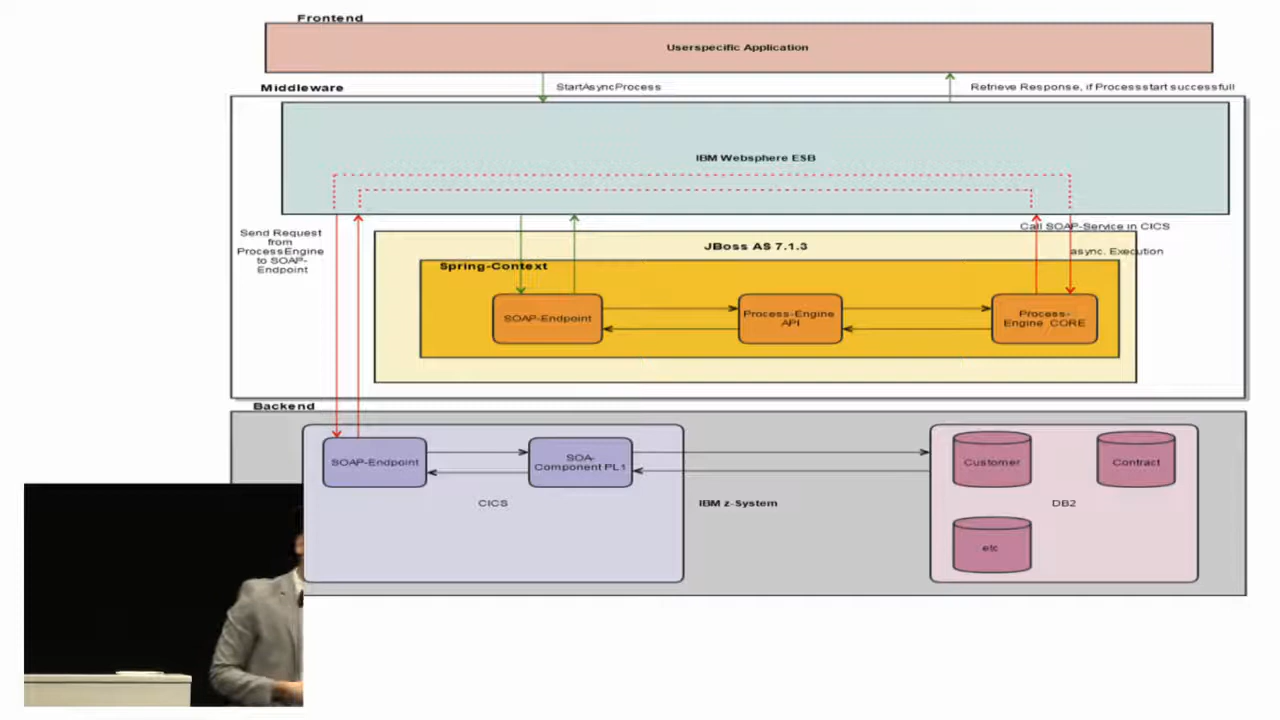 Frontend
Userspecific Application
StartAsyncProcess
Retrieve Response, if Processstart successfull
Middleware
IBM Websphere ESB
Send Request
from
ProcessEngine
to SOAP-
Endpoint
Call SOAP-Service in CICS
async. Execution
JBoss AS 7.1.3
Spring-Context
SOAP-Endpoint
Process-Engine
API
Process-
Engine CORE
Backend
SOAP-Endpoint
SOA-
Component PL1
CICS
IBM z-System
Customer
Contract
DB2
etc